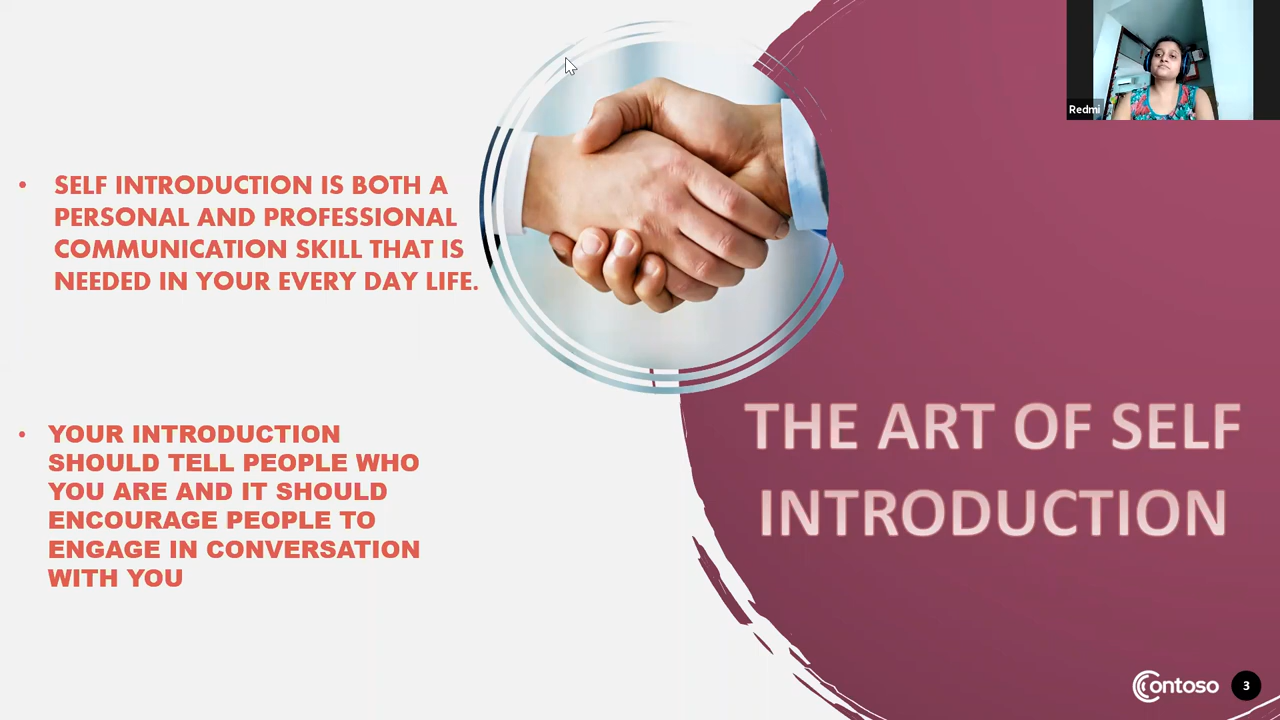 • SELF INTRODUCTION IS BOTH A
PERSONAL AND PROFESSIONAL
COMMUNICATION SKILL THAT IS
NEEDED IN YOUR EVERY DAY LIFE.
• YOUR INTRODUCTION
SHOULD TELL PEOPLE WHO
YOU ARE AND IT SHOULD
ENCOURAGE PEOPLE TO
ENGAGE IN CONVERSATION
WITH YOU
Redmi
THE ART OF SELF
INTRODUCTION
Contoso
3